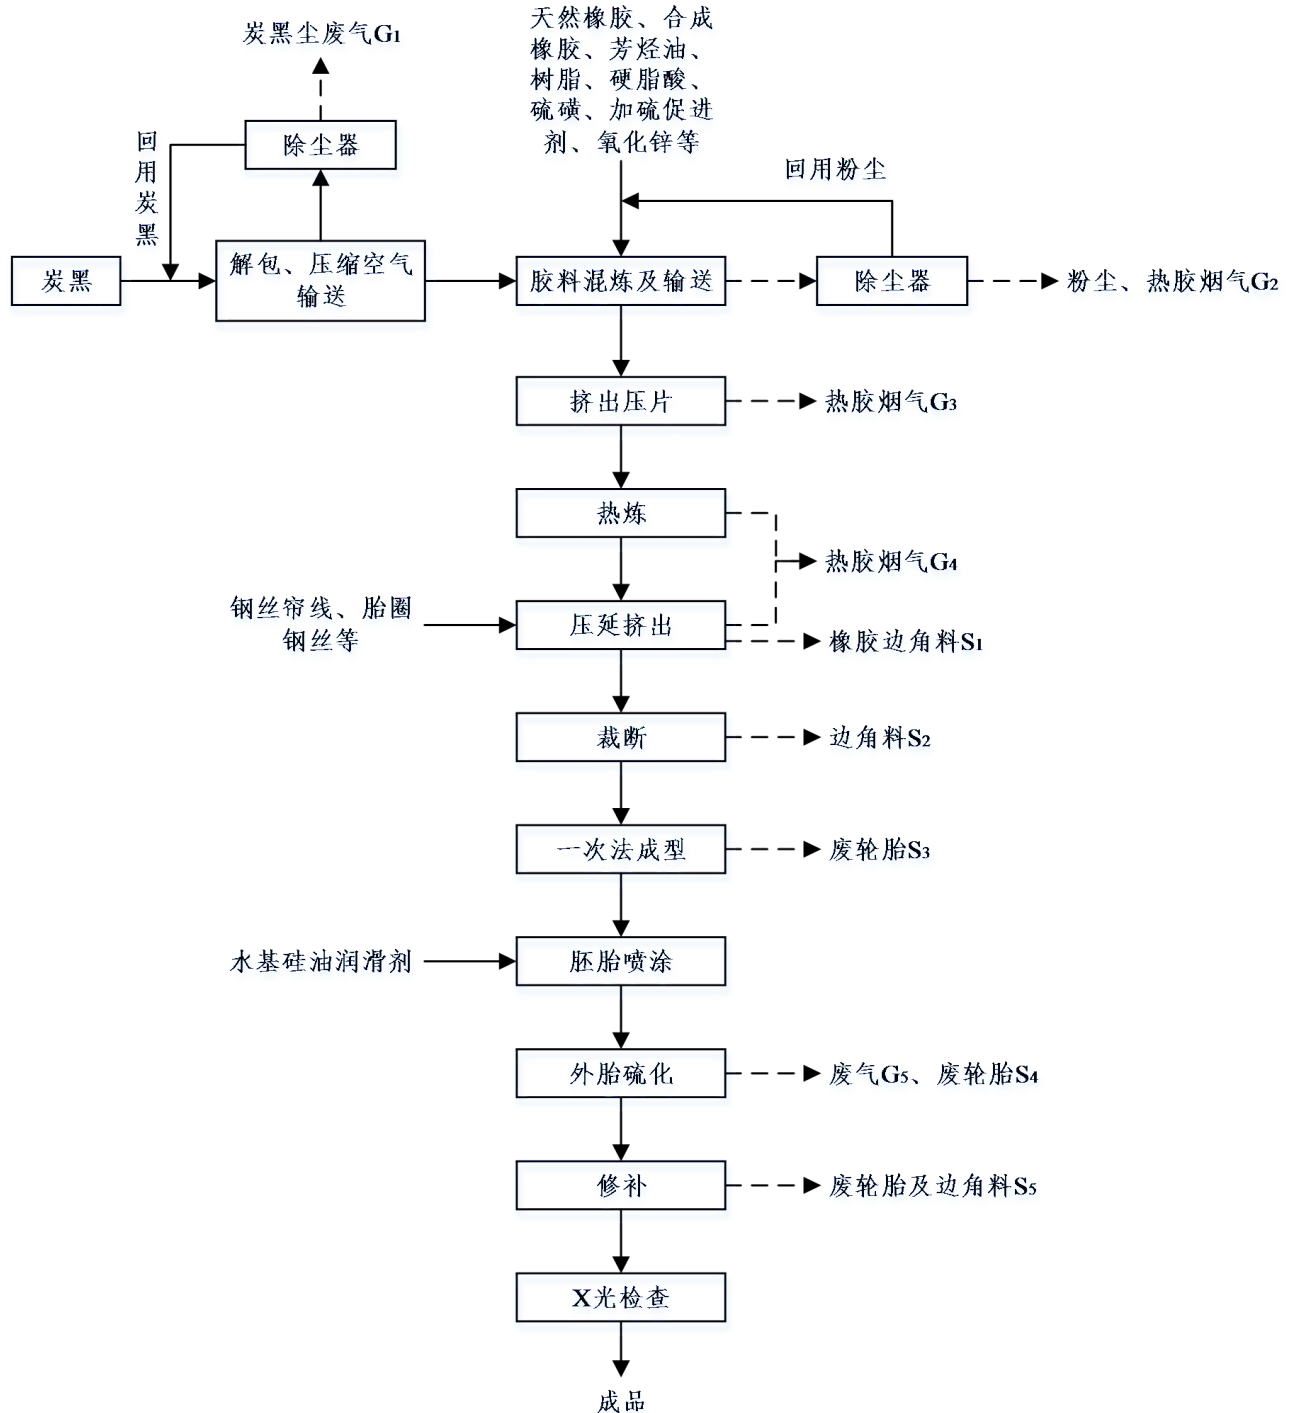 炭黑尘废气G1
天然橡胶、合成
橡胶、芳烃油、
树脂、硬脂酸、
硫磺、加硫促进
剂、氧化锌等
除尘器
回用炭黑
回用粉尘
炭黑
解包、压缩空气
输送
胶料混炼及输送
除尘器
粉尘、热胶烟气G2
挤出压片
热胶烟气G3
热炼
热胶烟气G4
钢丝帘线、胎圈
钢丝等
压延挤出
橡胶边角料S1
裁断
边角料S2
一次法成型
废轮胎S3
水基硅油润滑剂
胚胎喷涂
外胎硫化
废气G5、废轮胎S4
修补
废轮胎及边角料S5
X光检查
成品